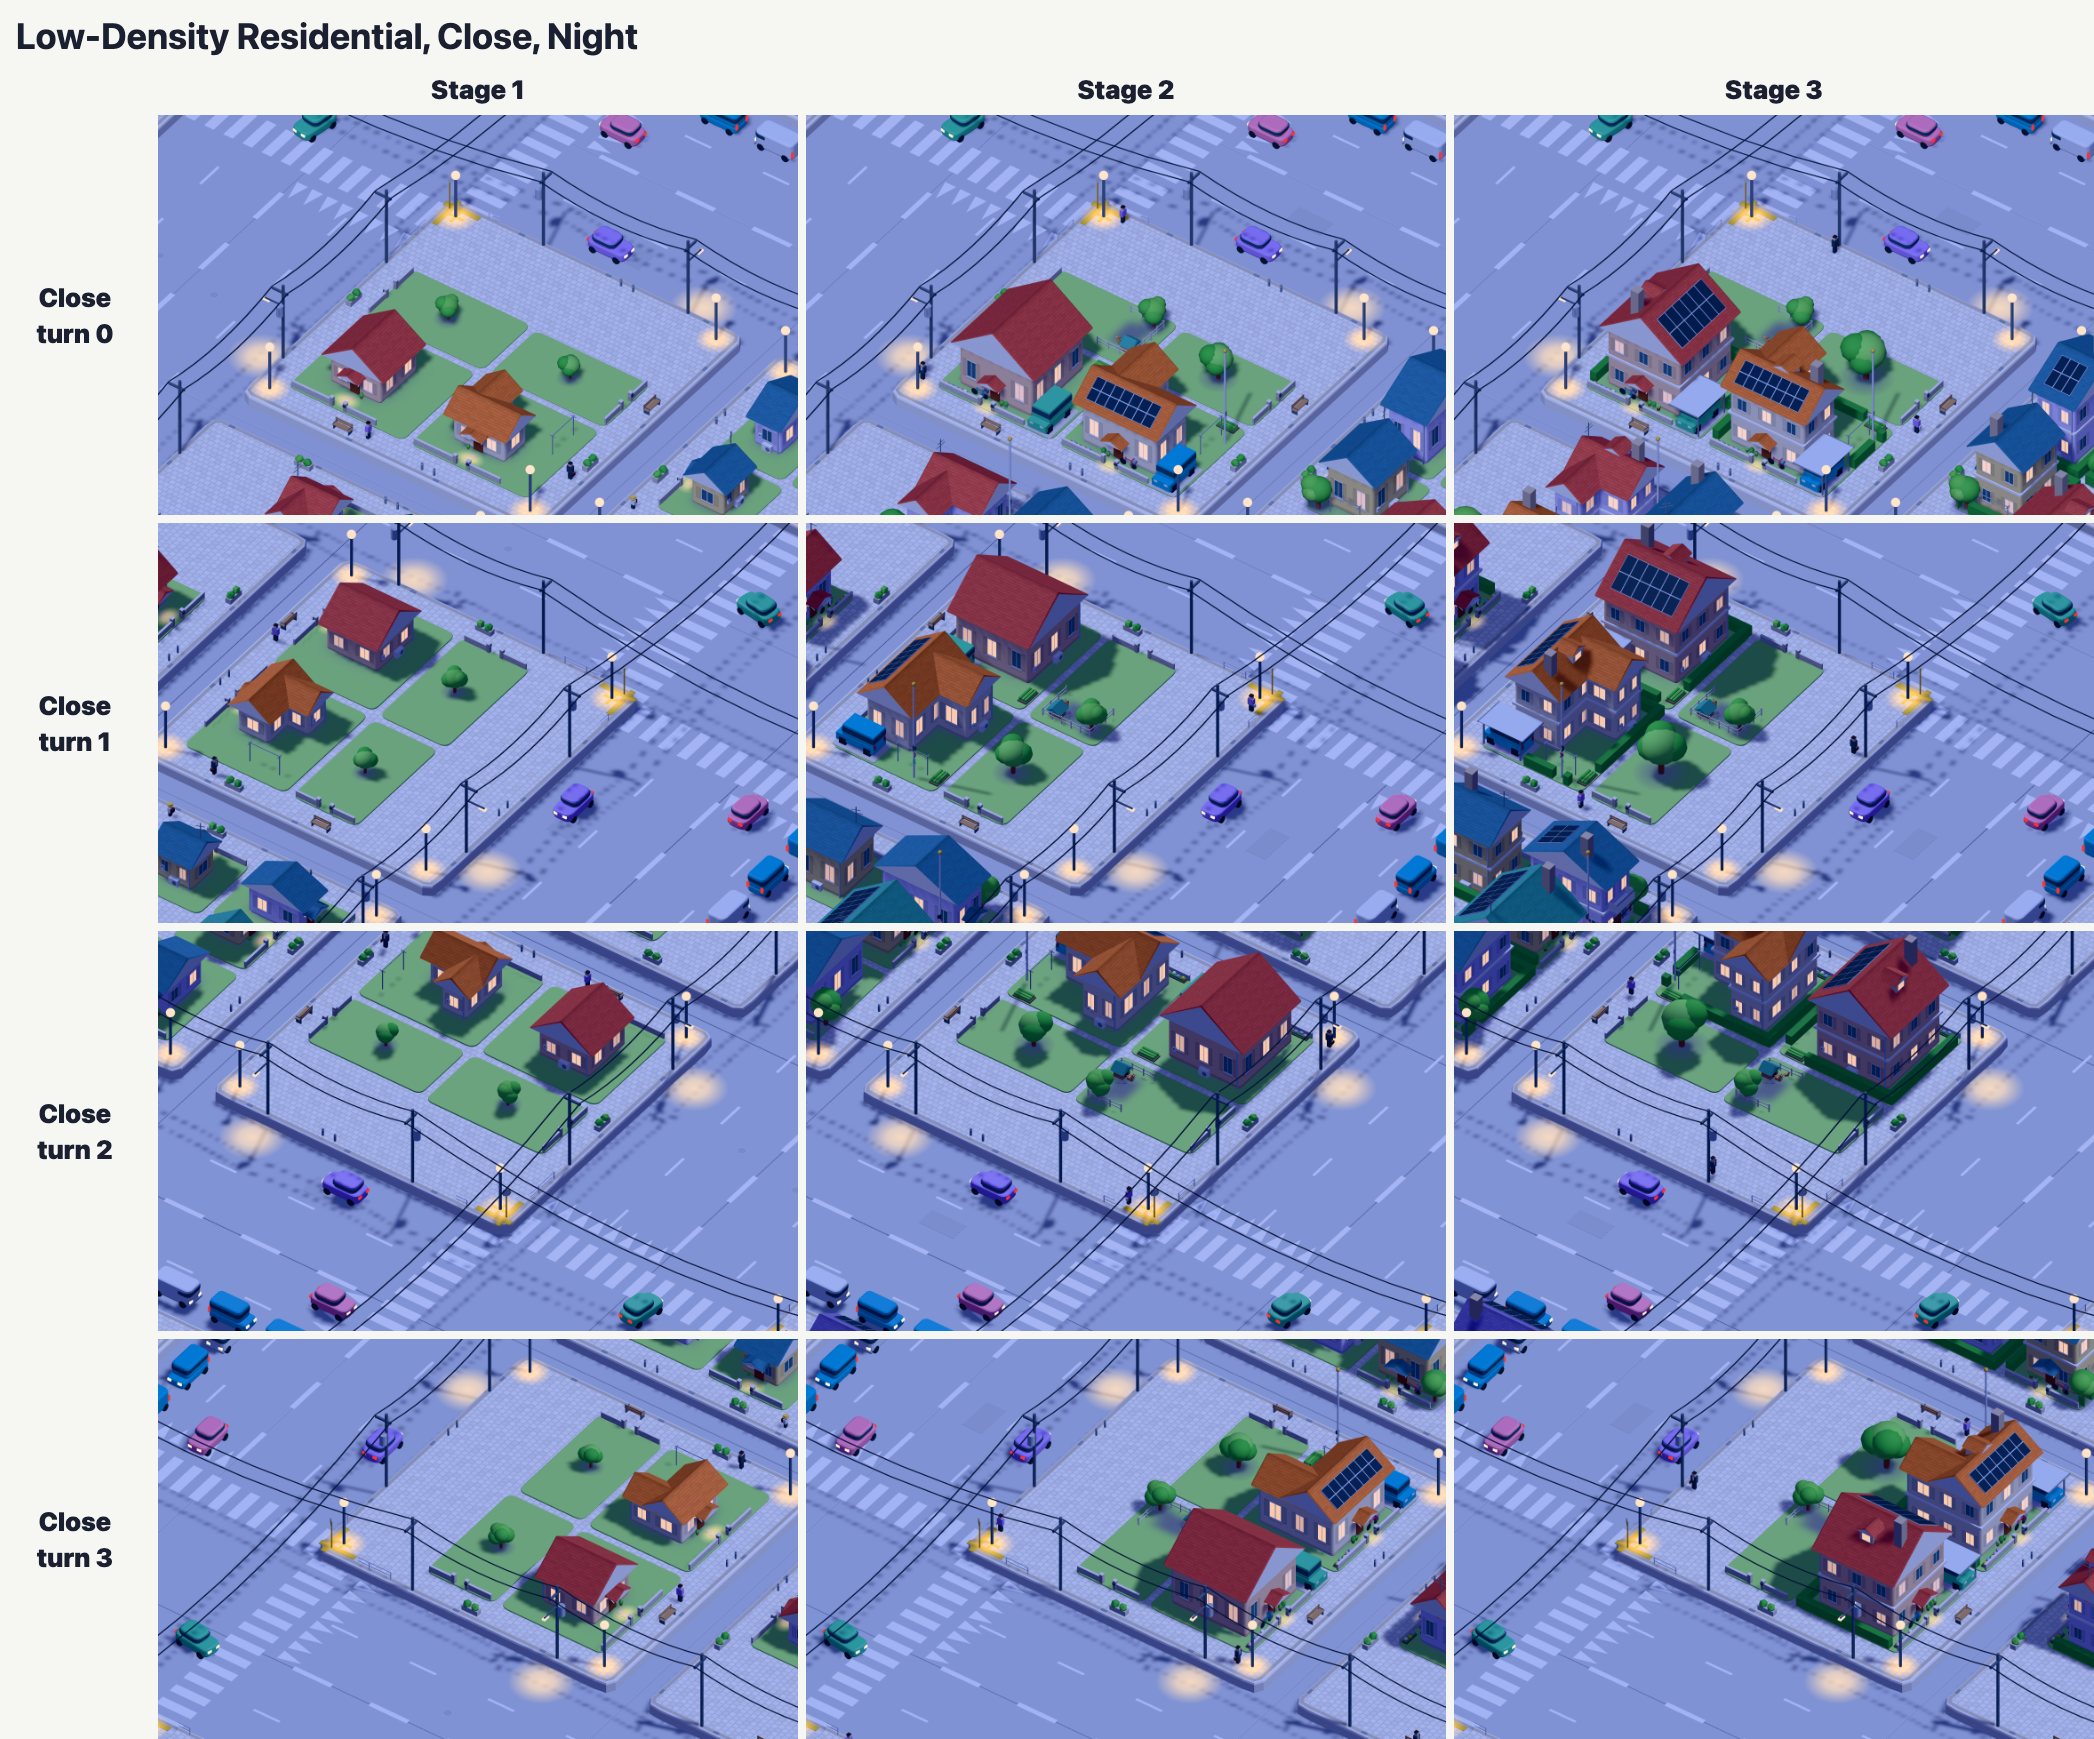 Low-Density Residential, Close, Night
Stage 1
Stage 2
Stage 3
Close
turn 0
Close
turn 1
Close
turn 2
Close
turn 3